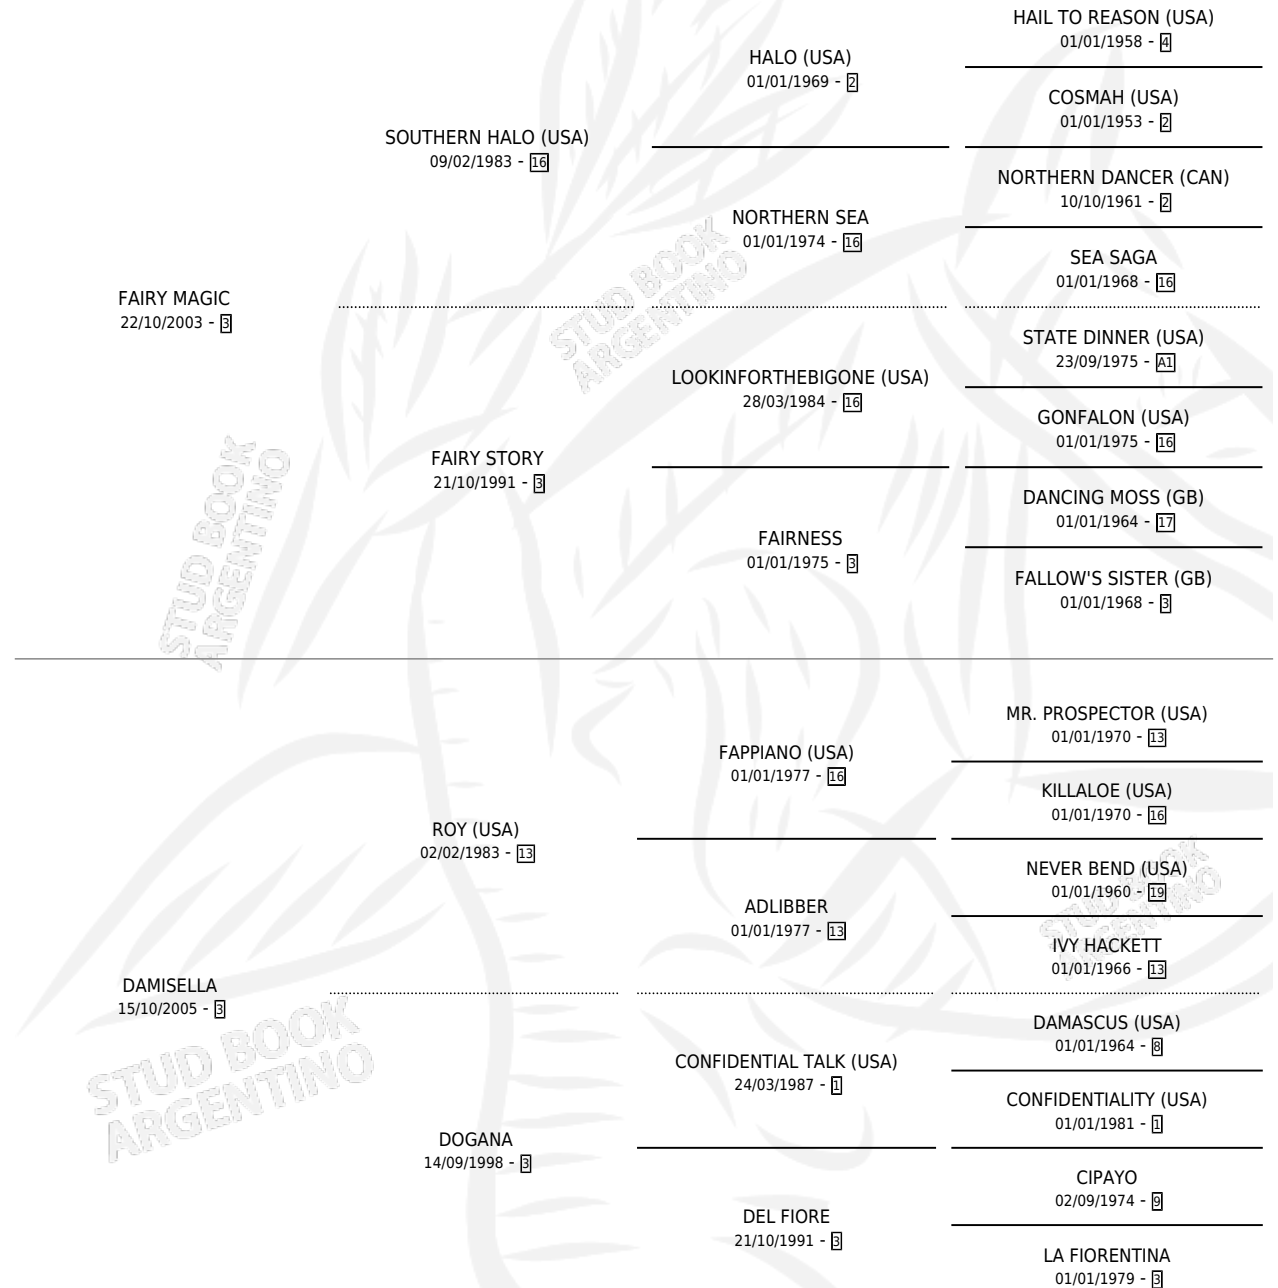 HAIL TO REASON (USA)
01/01/1958 - 4
HALO (USA)
01/01/1969 - 2
COSMAH (USA)
01/01/1953 - 2
SOUTHERN HALO (USA)
09/02/1983 - 16
NORTHERN DANCER (CAN)
10/10/1961 - 2
NORTHERN SEA
01/01/1974 - 16
SEA SAGA
01/01/1968 - 16
FAIRY MAGIC
22/10/2003 - 3
STATE DINNER (USA)
23/09/1975 - A1
LOOKINFORTHEBIGONE (USA)
28/03/1984 - 16
GONFALON (USA)
01/01/1975 - 16
FAIRY STORY
21/10/1991 - 3
DANCING MOSS (GB)
01/01/1964 - 17
FAIRNESS
01/01/1975 - 3
FALLOW'S SISTER (GB)
01/01/1968 - 3
MR. PROSPECTOR (USA)
01/01/1970 - 13
FAPPIANO (USA)
01/01/1977 - 16
KILLALOE (USA)
01/01/1970 - 16
ROY (USA)
02/02/1983 - 13
NEVER BEND (USA)
01/01/1960 - 19
ADLIBBER
01/01/1977 - 13
IVY HACKETT
01/01/1966 - 13
DAMISELLA
15/10/2005 - 3
DAMASCUS (USA)
01/01/1964 - 8
CONFIDENTIAL TALK (USA)
24/03/1987 - 1
CONFIDENTIALITY (USA)
01/01/1981 - 1
DOGANA
14/09/1998 - 3
CIPAYO
02/09/1974 - 9
DEL FIORE
21/10/1991 - 3
LA FIORENTINA
01/01/1979 - 3
STUD BOOK
ARGENTINO
STUD BOOK
ARGENTINO
STUD BOOK
ARGENTINO
STUD BOOK
ARGENTINO